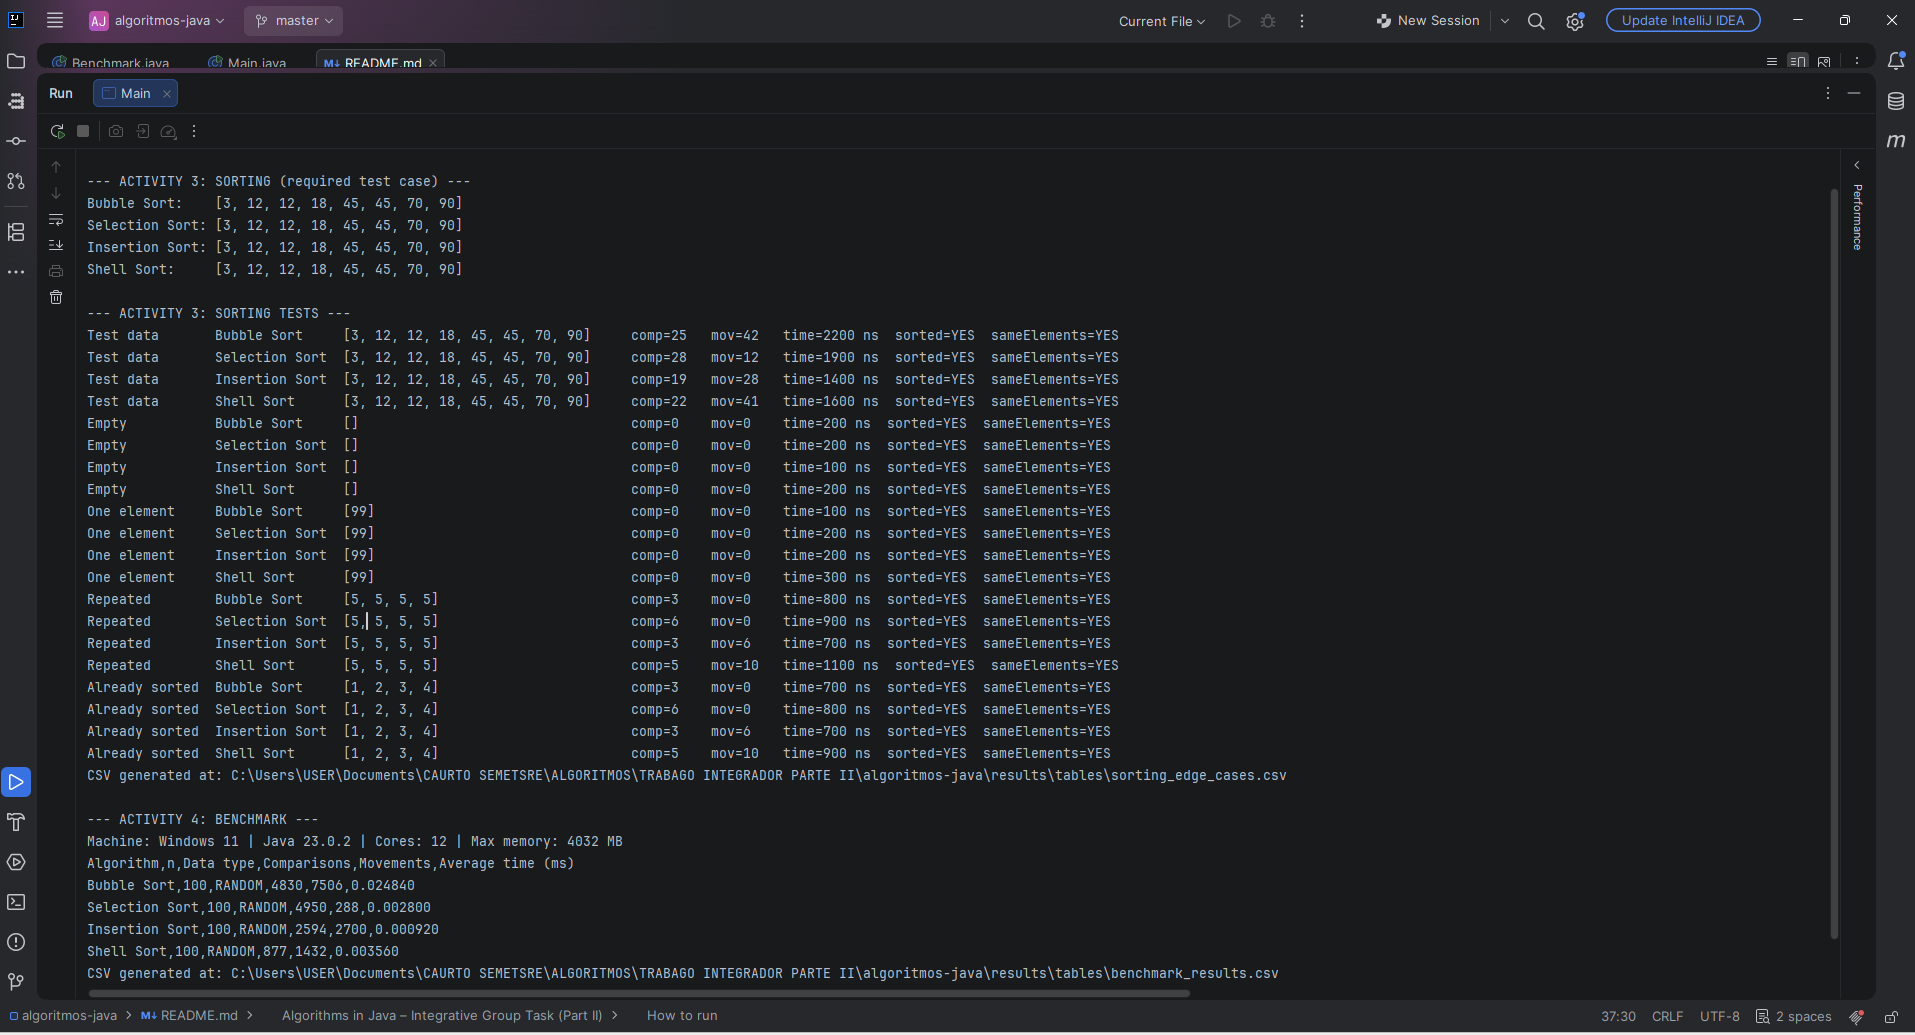 AJ algoritmos-java master Current File New Session Update IntelliJ IDEA
Benchmark.java Main.java M↓ README.md
Run Main
Performance
--- ACTIVITY 3: SORTING (required test case) ---
Bubble Sort:    [3, 12, 12, 18, 45, 45, 70, 90]
Selection Sort: [3, 12, 12, 18, 45, 45, 70, 90]
Insertion Sort: [3, 12, 12, 18, 45, 45, 70, 90]
Shell Sort:     [3, 12, 12, 18, 45, 45, 70, 90]
--- ACTIVITY 3: SORTING TESTS ---
Test data       Bubble Sort     [3, 12, 12, 18, 45, 45, 70, 90]     comp=25   mov=42   time=2200 ns  sorted=YES  sameElements=YES
Test data       Selection Sort  [3, 12, 12, 18, 45, 45, 70, 90]     comp=28   mov=12   time=1900 ns  sorted=YES  sameElements=YES
Test data       Insertion Sort  [3, 12, 12, 18, 45, 45, 70, 90]     comp=19   mov=28   time=1400 ns  sorted=YES  sameElements=YES
Test data       Shell Sort      [3, 12, 12, 18, 45, 45, 70, 90]     comp=22   mov=41   time=1600 ns  sorted=YES  sameElements=YES
Empty           Bubble Sort     []                                  comp=0    mov=0    time=200 ns  sorted=YES  sameElements=YES
Empty           Selection Sort  []                                  comp=0    mov=0    time=200 ns  sorted=YES  sameElements=YES
Empty           Insertion Sort  []                                  comp=0    mov=0    time=100 ns  sorted=YES  sameElements=YES
Empty           Shell Sort      []                                  comp=0    mov=0    time=200 ns  sorted=YES  sameElements=YES
One element     Bubble Sort     [99]                                comp=0    mov=0    time=100 ns  sorted=YES  sameElements=YES
One element     Selection Sort  [99]                                comp=0    mov=0    time=200 ns  sorted=YES  sameElements=YES
One element     Insertion Sort  [99]                                comp=0    mov=0    time=200 ns  sorted=YES  sameElements=YES
One element     Shell Sort      [99]                                comp=0    mov=0    time=300 ns  sorted=YES  sameElements=YES
Repeated        Bubble Sort     [5, 5, 5, 5]                        comp=3    mov=0    time=800 ns  sorted=YES  sameElements=YES
Repeated        Selection Sort  [5, 5, 5, 5]                        comp=6    mov=0    time=900 ns  sorted=YES  sameElements=YES
Repeated        Insertion Sort  [5, 5, 5, 5]                        comp=3    mov=6    time=700 ns  sorted=YES  sameElements=YES
Repeated        Shell Sort      [5, 5, 5, 5]                        comp=5    mov=10   time=1100 ns  sorted=YES  sameElements=YES
Already sorted  Bubble Sort     [1, 2, 3, 4]                        comp=3    mov=0    time=700 ns  sorted=YES  sameElements=YES
Already sorted  Selection Sort  [1, 2, 3, 4]                        comp=6    mov=0    time=800 ns  sorted=YES  sameElements=YES
Already sorted  Insertion Sort  [1, 2, 3, 4]                        comp=3    mov=6    time=700 ns  sorted=YES  sameElements=YES
Already sorted  Shell Sort      [1, 2, 3, 4]                        comp=5    mov=10   time=900 ns  sorted=YES  sameElements=YES
CSV generated at: C:\Users\USER\Documents\CAURTO SEMETSRE\ALGORITMOS\TRABAGO INTEGRADOR PARTE II\algoritmos-java\results\tables\sorting_edge_cases.csv
--- ACTIVITY 4: BENCHMARK ---
Machine: Windows 11 | Java 23.0.2 | Cores: 12 | Max memory: 4032 MB
Algorithm,n,Data type,Comparisons,Movements,Average time (ms)
Bubble Sort,100,RANDOM,4830,7506,0.024840
Selection Sort,100,RANDOM,4950,288,0.002800
Insertion Sort,100,RANDOM,2594,2700,0.000920
Shell Sort,100,RANDOM,877,1432,0.003560
CSV generated at: C:\Users\USER\Documents\CAURTO SEMETSRE\ALGORITMOS\TRABAGO INTEGRADOR PARTE II\algoritmos-java\results\tables\benchmark_results.csv
algoritmos-java > M↓ README.md > Algorithms in Java – Integrative Group Task (Part II) > How to run 37:30 CRLF UTF-8 2 spaces